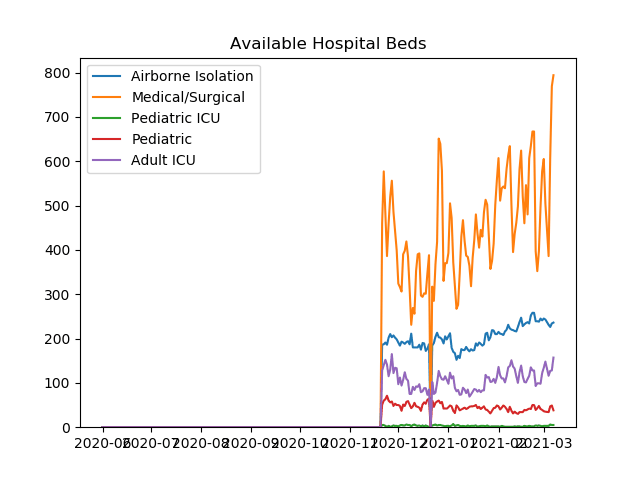 Available Hospital Beds
Airborne Isolation
Medical/Surgical
Pediatric ICU
Pediatric
Adult ICU
800
700
600
500
400
300
200
100
0
2020-06 2020-07 2020-08 2020-09 2020-10 2020-11 2020-12 2021-01 2021-02 2021-03